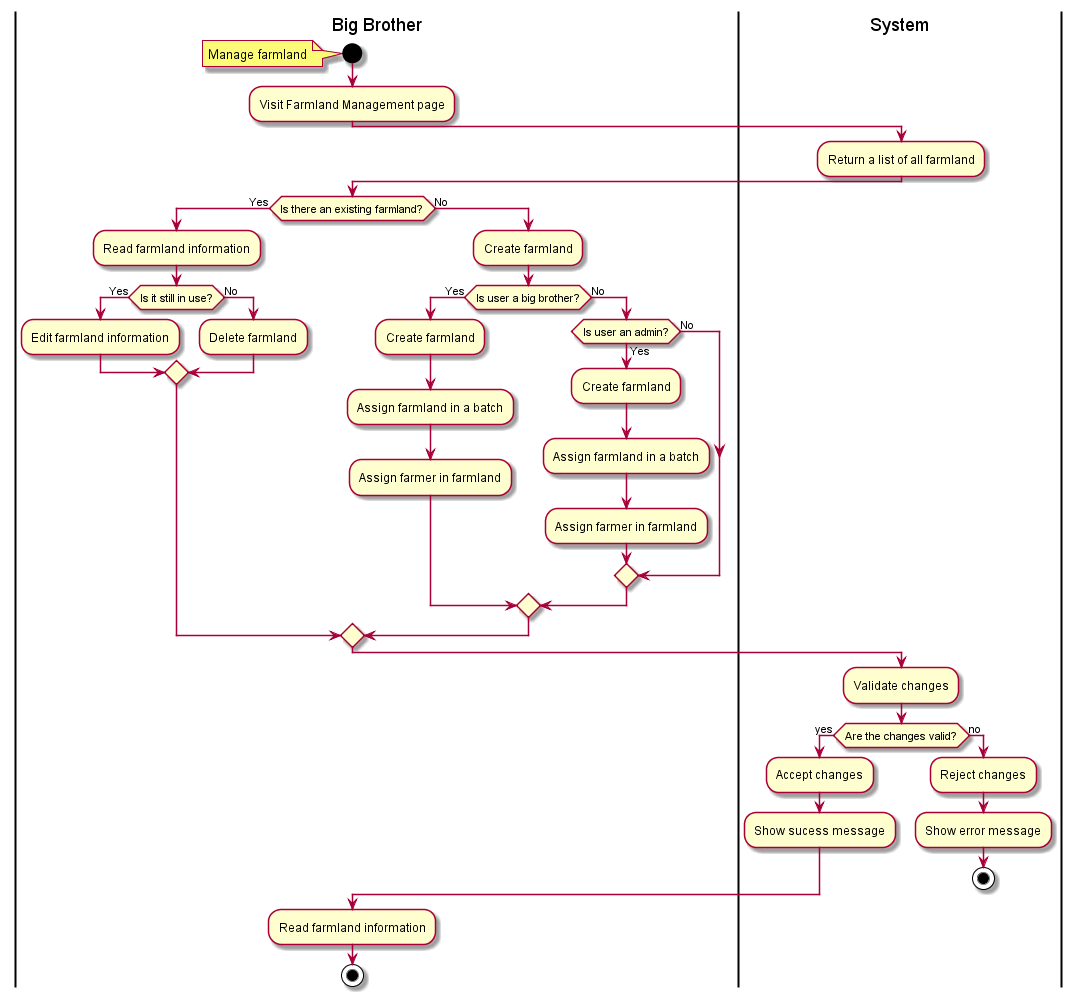 Big Brother
System
Manage farmland
Visit Farmland Management page
Return a list of all farmland
Is there an existing farmland?
Yes
No
Read farmland information
Create farmland
Is it still in use?
Yes
No
Is user a big brother?
Yes
No
Edit farmland information
Delete farmland
Create farmland
Is user an admin?
No
Yes
Create farmland
Assign farmland in a batch
Assign farmland in a batch
Assign farmer in farmland
Assign farmer in farmland
Validate changes
Are the changes valid?
yes
no
Accept changes
Reject changes
Show sucess message
Show error message
Read farmland information